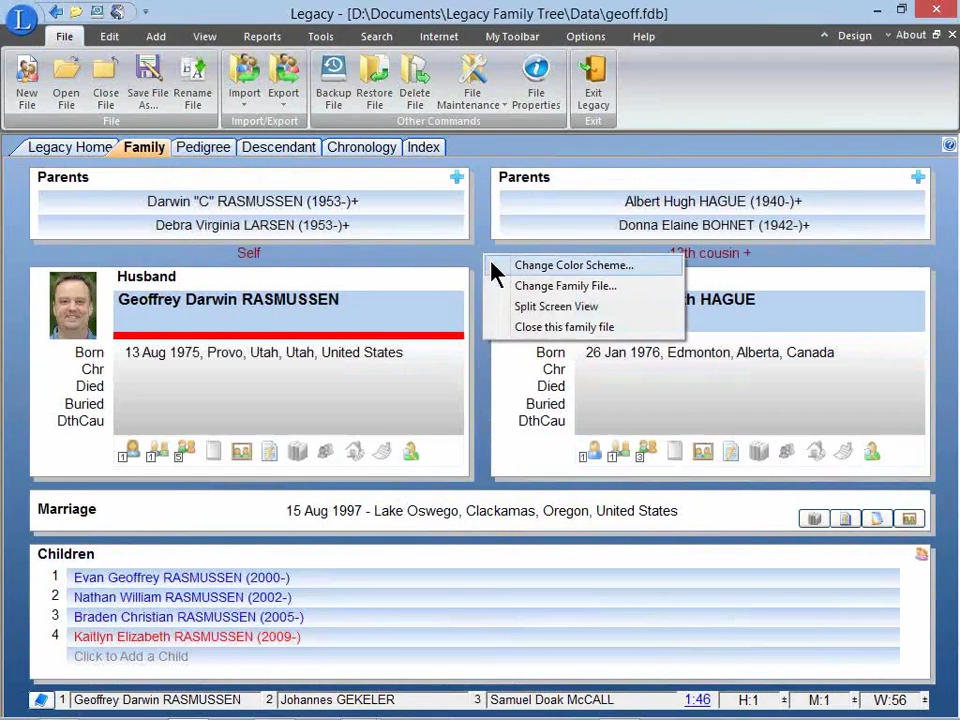 L
Legacy - [D:\Documents\Legacy Family Tree\Data\geoff.fdb]
File Edit Add View Reports Tools Search Internet My Toolbar Options Help Design About
New File
Open File
Close File
Save File As...
Rename File
Import
Export
Backup File
Restore File
Delete File
File Maintenance
File Properties
Exit Legacy
File Import/Export Other Commands Exit
Legacy Home Family Pedigree Descendant Chronology Index
Parents
Darwin "C" RASMUSSEN (1953-)+
Debra Virginia LARSEN (1953-)+
Self
Parents
Albert Hugh HAGUE (1940-)+
Donna Elaine BOHNET (1942-)+
th cousin +
Change Color Scheme...
Change Family File...
Split Screen View
Close this family file
Husband
Geoffrey Darwin RASMUSSEN
Born 13 Aug 1975, Provo, Utah, Utah, United States
Chr
Died
Buried
DthCau
1 1 5
h HAGUE
Born 26 Jan 1976, Edmonton, Alberta, Canada
Chr
Died
Buried
DthCau
1 1 3
Marriage 15 Aug 1997 - Lake Oswego, Clackamas, Oregon, United States
Children
1 Evan Geoffrey RASMUSSEN (2000-)
2 Nathan William RASMUSSEN (2002-)
3 Braden Christian RASMUSSEN (2005-)
4 Kaitlyn Elizabeth RASMUSSEN (2009-)
Click to Add a Child
1 Geoffrey Darwin RASMUSSEN 2 Johannes GEKELER 3 Samuel Doak McCALL 1:46 H:1 M:1 W:56